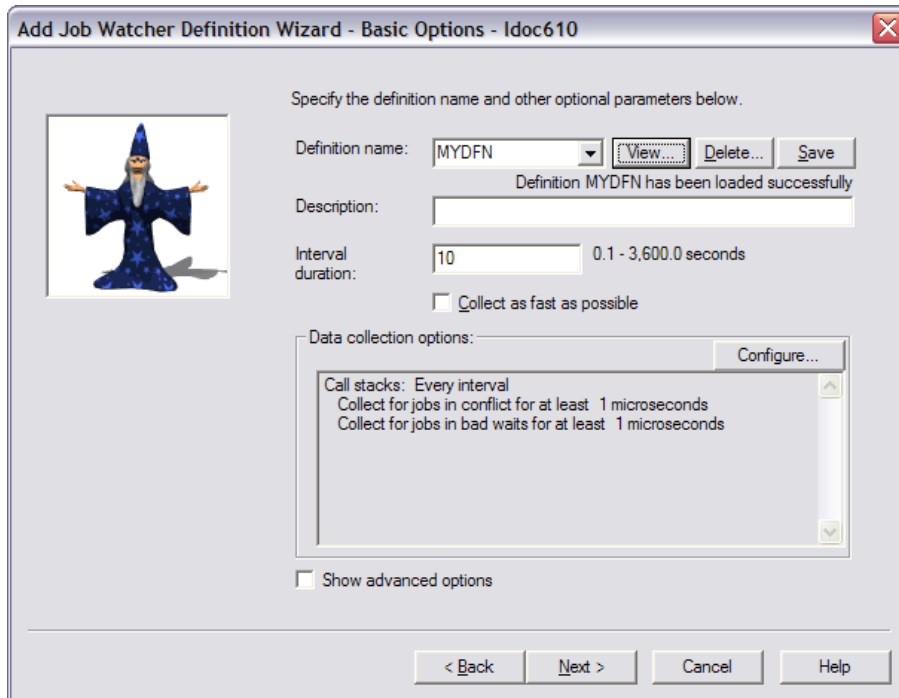 Add Job Watcher Definition Wizard - Basic Options - Idoc610
Specify the definition name and other optional parameters below.
Definition name: MYDFN View... Delete... Save
Definition MYDFN has been loaded successfully
Description:
Interval duration: 10 0.1 - 3,600.0 seconds
Collect as fast as possible
Data collection options:
Configure...
Call stacks: Every interval
Collect for jobs in conflict for at least 1 microseconds
Collect for jobs in bad waits for at least 1 microseconds
Show advanced options
< Back Next > Cancel Help